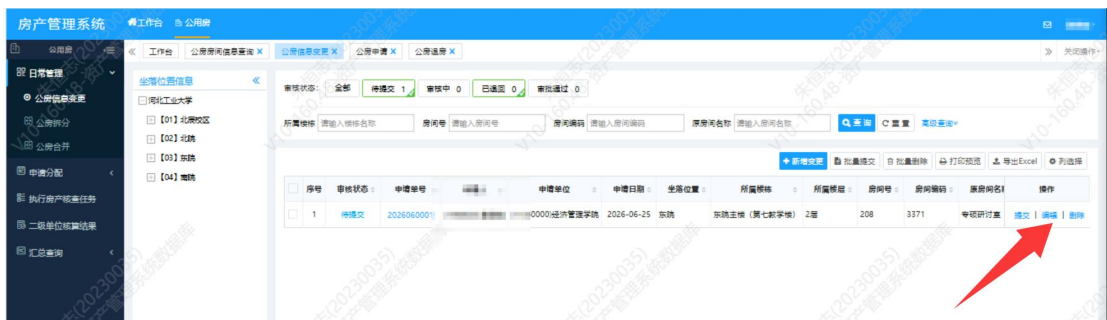 房产管理系统 工作台 公用房
公用房 工作台 公房房间信息查询 × 公房信息变更 × 公房申请 × 公房退房 × 关闭操作
日常管理
公房信息变更
公房拆分
公房合并
申请分配
执行房产核查任务
二级单位核算结果
汇总查询
坐落位置信息
河北工业大学
【01】北辰校区
【02】北院
【03】东院
【04】南院
审核状态: 全部 待提交 1 审核中 0 已退回 0 审批通过 0
所属楼栋 请输入楼栋名称 房间号 请输入房间号 房间编码 请输入房间编码 原房间名称 请输入房间名称 查询 重置 高级查询
+新增变更 批量提交 批量删除 打印预览 导出Excel 列选择
序号 审核状态 申请单号 申请单位 申请日期 坐落位置 所属楼栋 所属楼层 房间号 房间编码 原房间名称 操作
1 待提交 2026060001 0000)经济管理学院 2026-06-25 东院 东院主楼(第七教学楼) 2层 208 3371 专硕研讨室 提交 | 编辑 | 删除